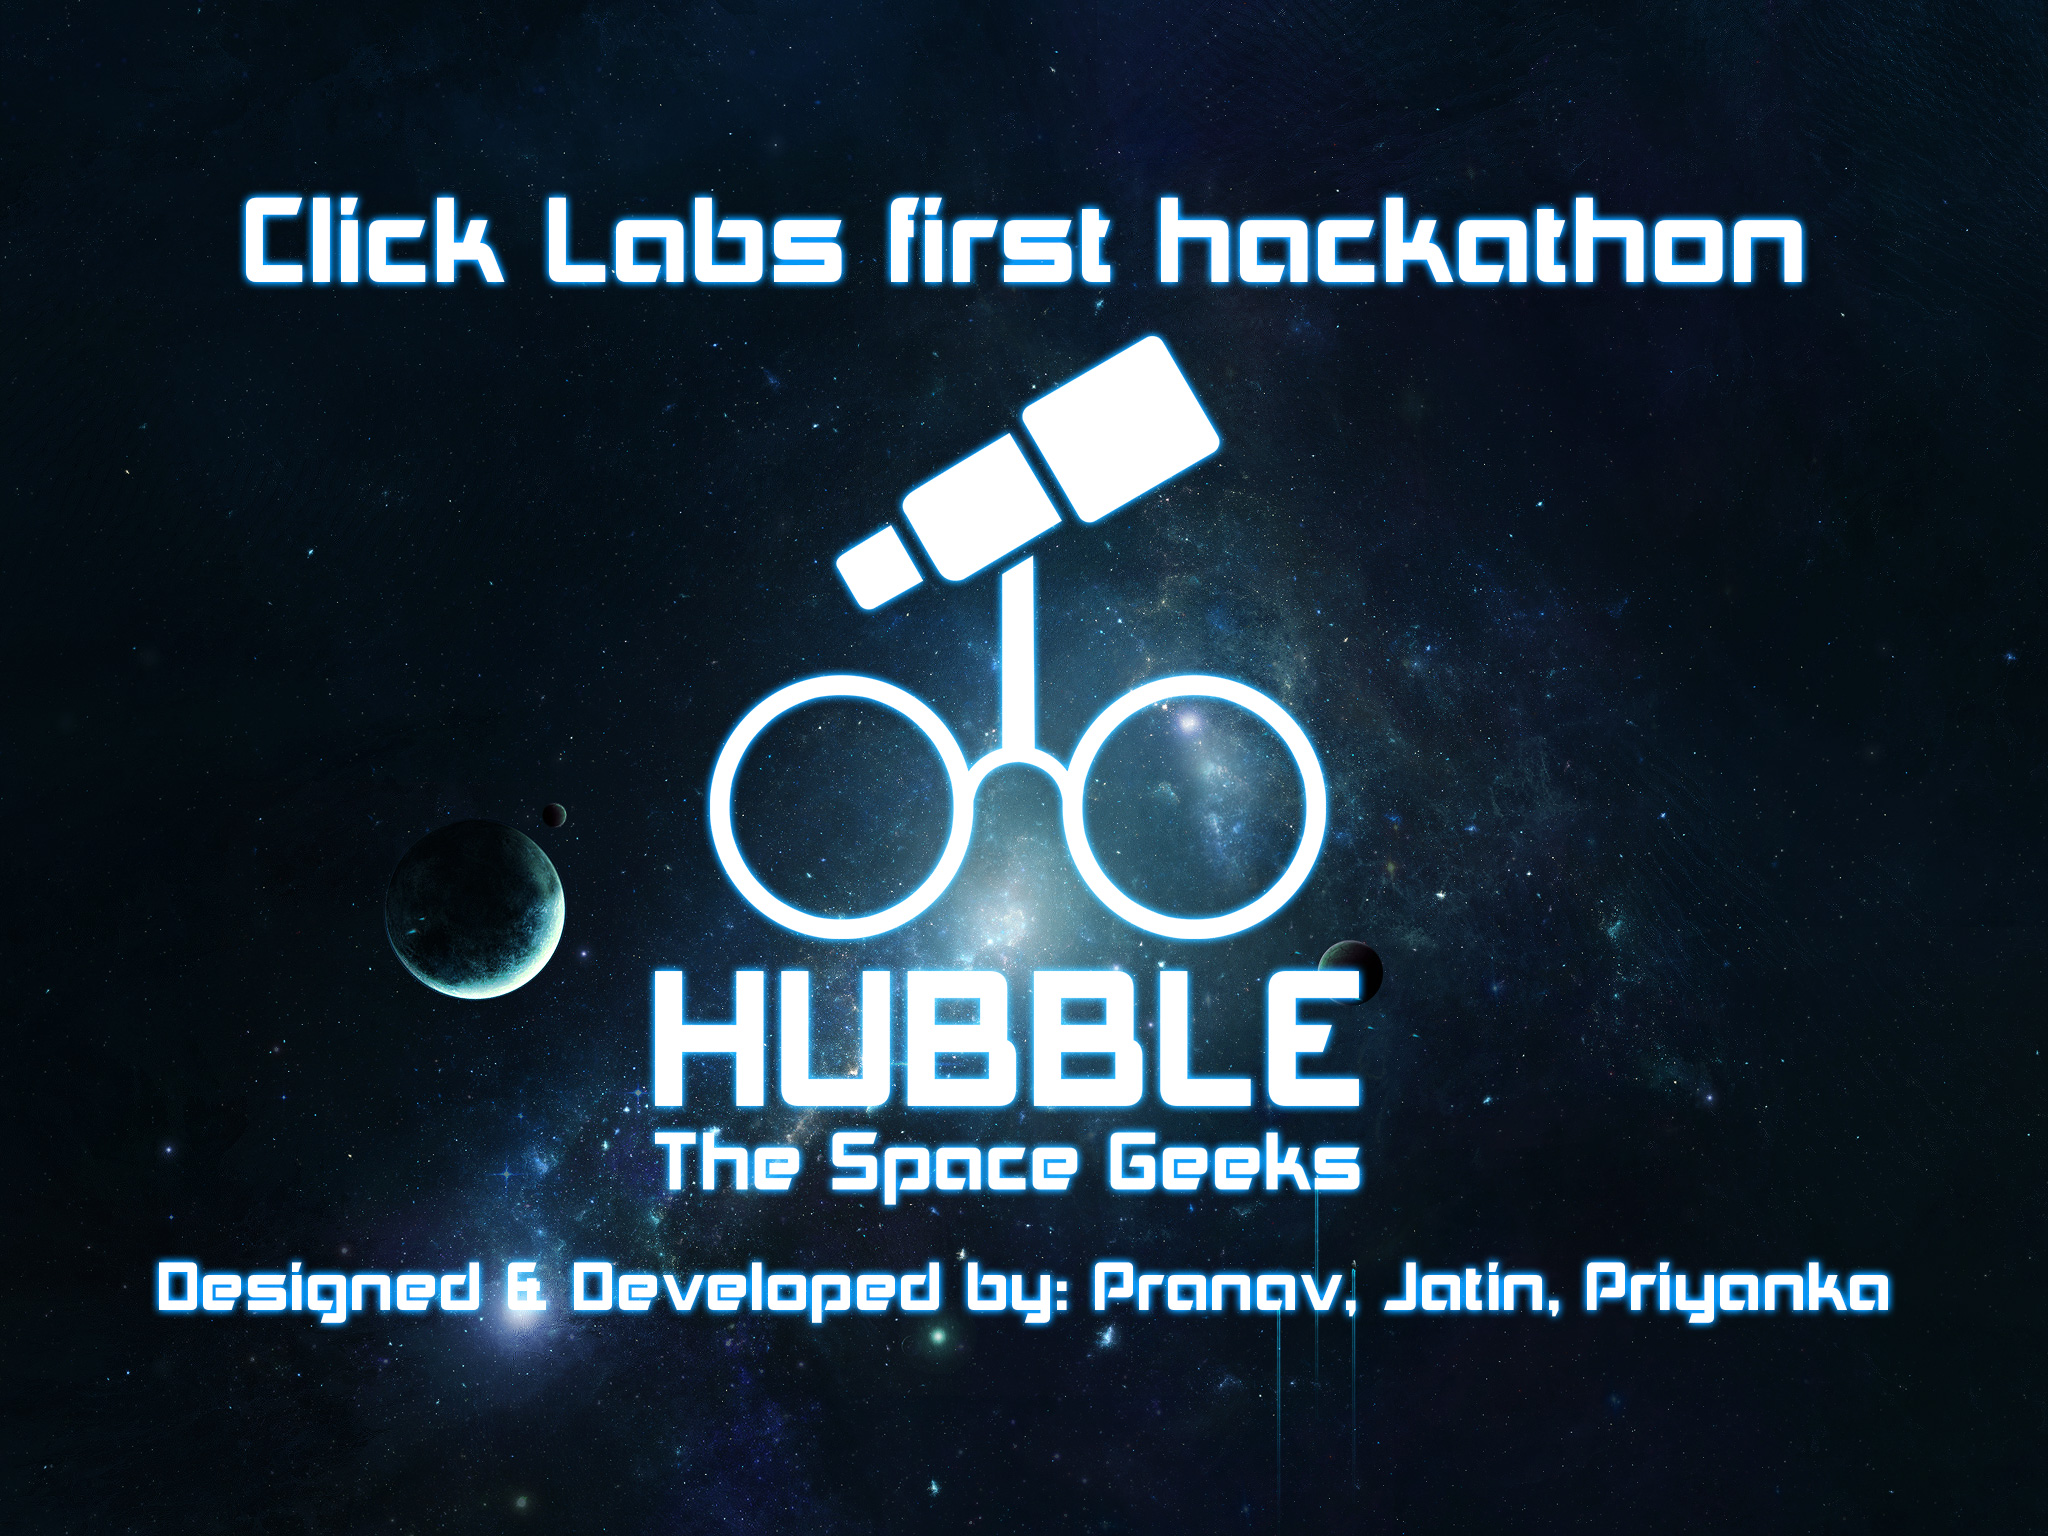 Click Labs first hackathon
HUBBLE
The Space Geeks
Designed & Developed by: Pranav, Jatin, Priyanka